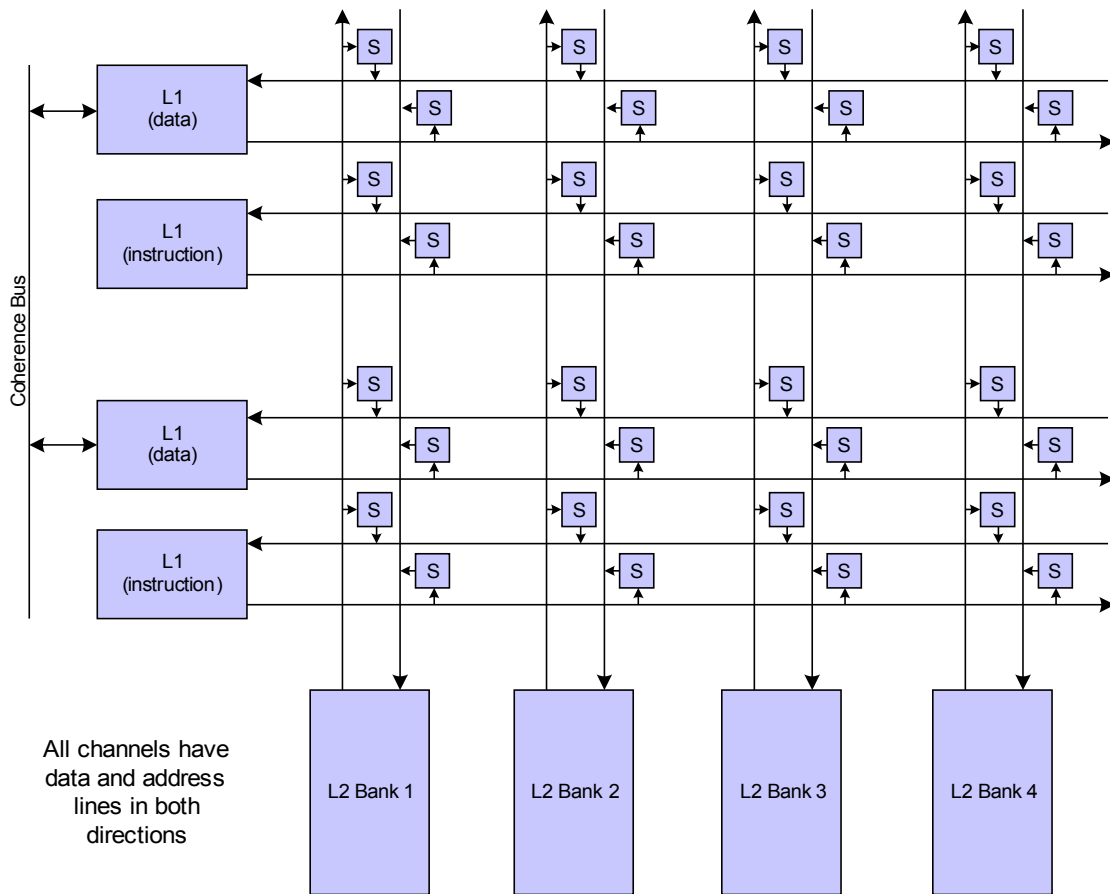 S S S S
L1
(data)
S S S S
S S S S
L1
(instruction)
S S S S
Coherence Bus
S S S S
L1
(data)
S S S S
S S S S
L1
(instruction)
S S S S
All channels have
data and address
lines in both
directions
L2 Bank 1
L2 Bank 2
L2 Bank 3
L2 Bank 4